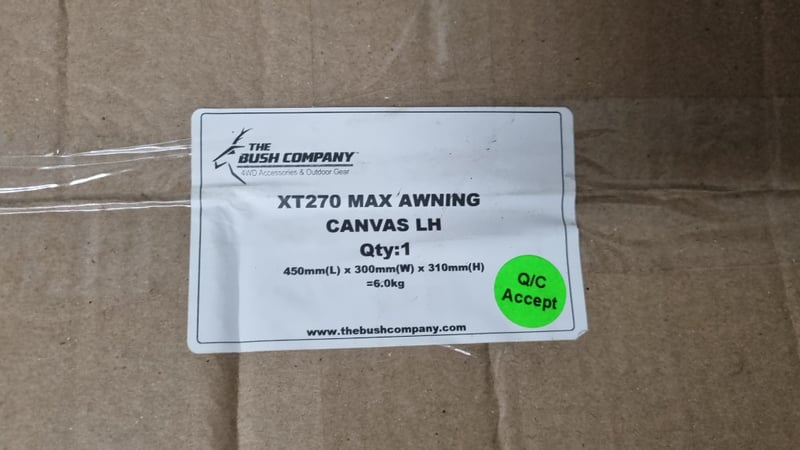 THE
BUSH COMPANY
4WD Accessories & Outdoor Gear
XT270 MAX AWNING
CANVAS LH
Qty:1
450mm(L) x 300mm(W) x 310mm(H)
=6.0kg
Q/C
Accept
www.thebushcompany.com